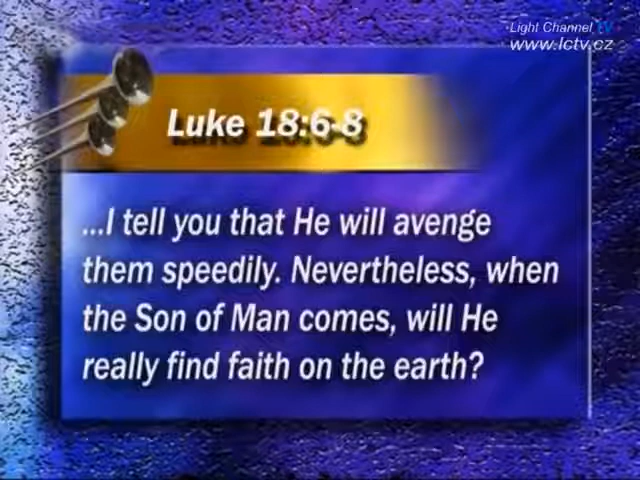 Light Channel TV
www.lctv.cz
Luke 18:6-8
...I tell you that He will avenge
them speedily. Nevertheless, when
the Son of Man comes, will He
really find faith on the earth?